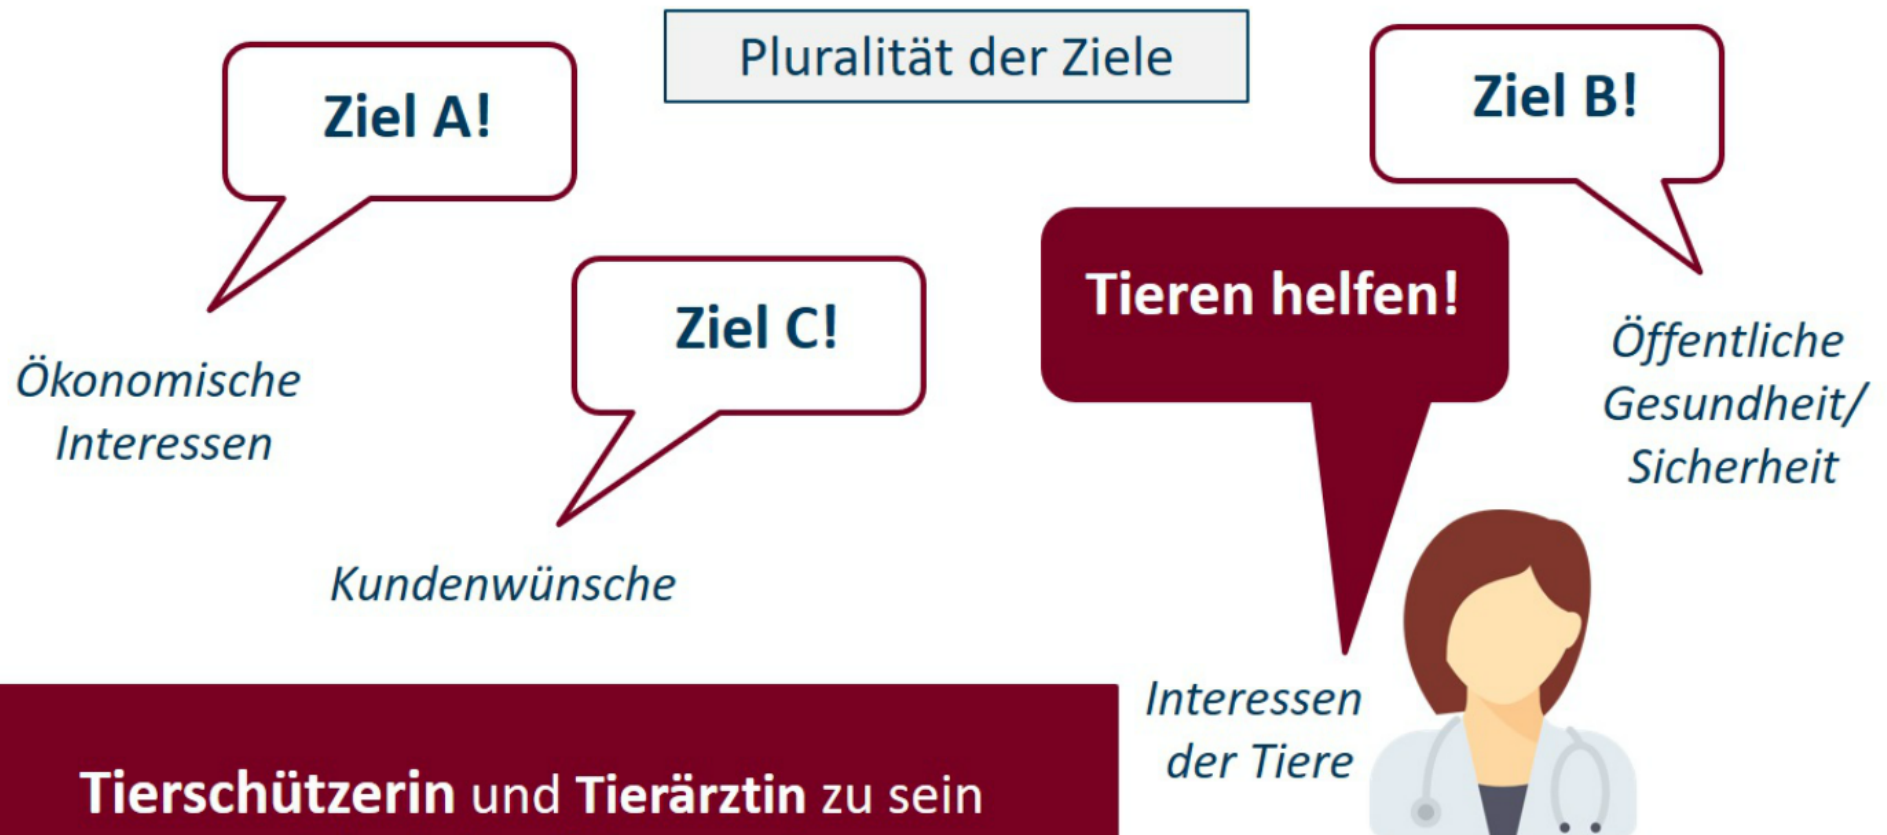 Pluralität der Ziele
Ziel A!
Ziel B!
Ziel C!
Tieren helfen!
Ökonomische
Interessen
Öffentliche
Gesundheit/
Sicherheit
Kundenwünsche
Interessen
der Tiere
Tierschützerin und Tierärztin zu sein